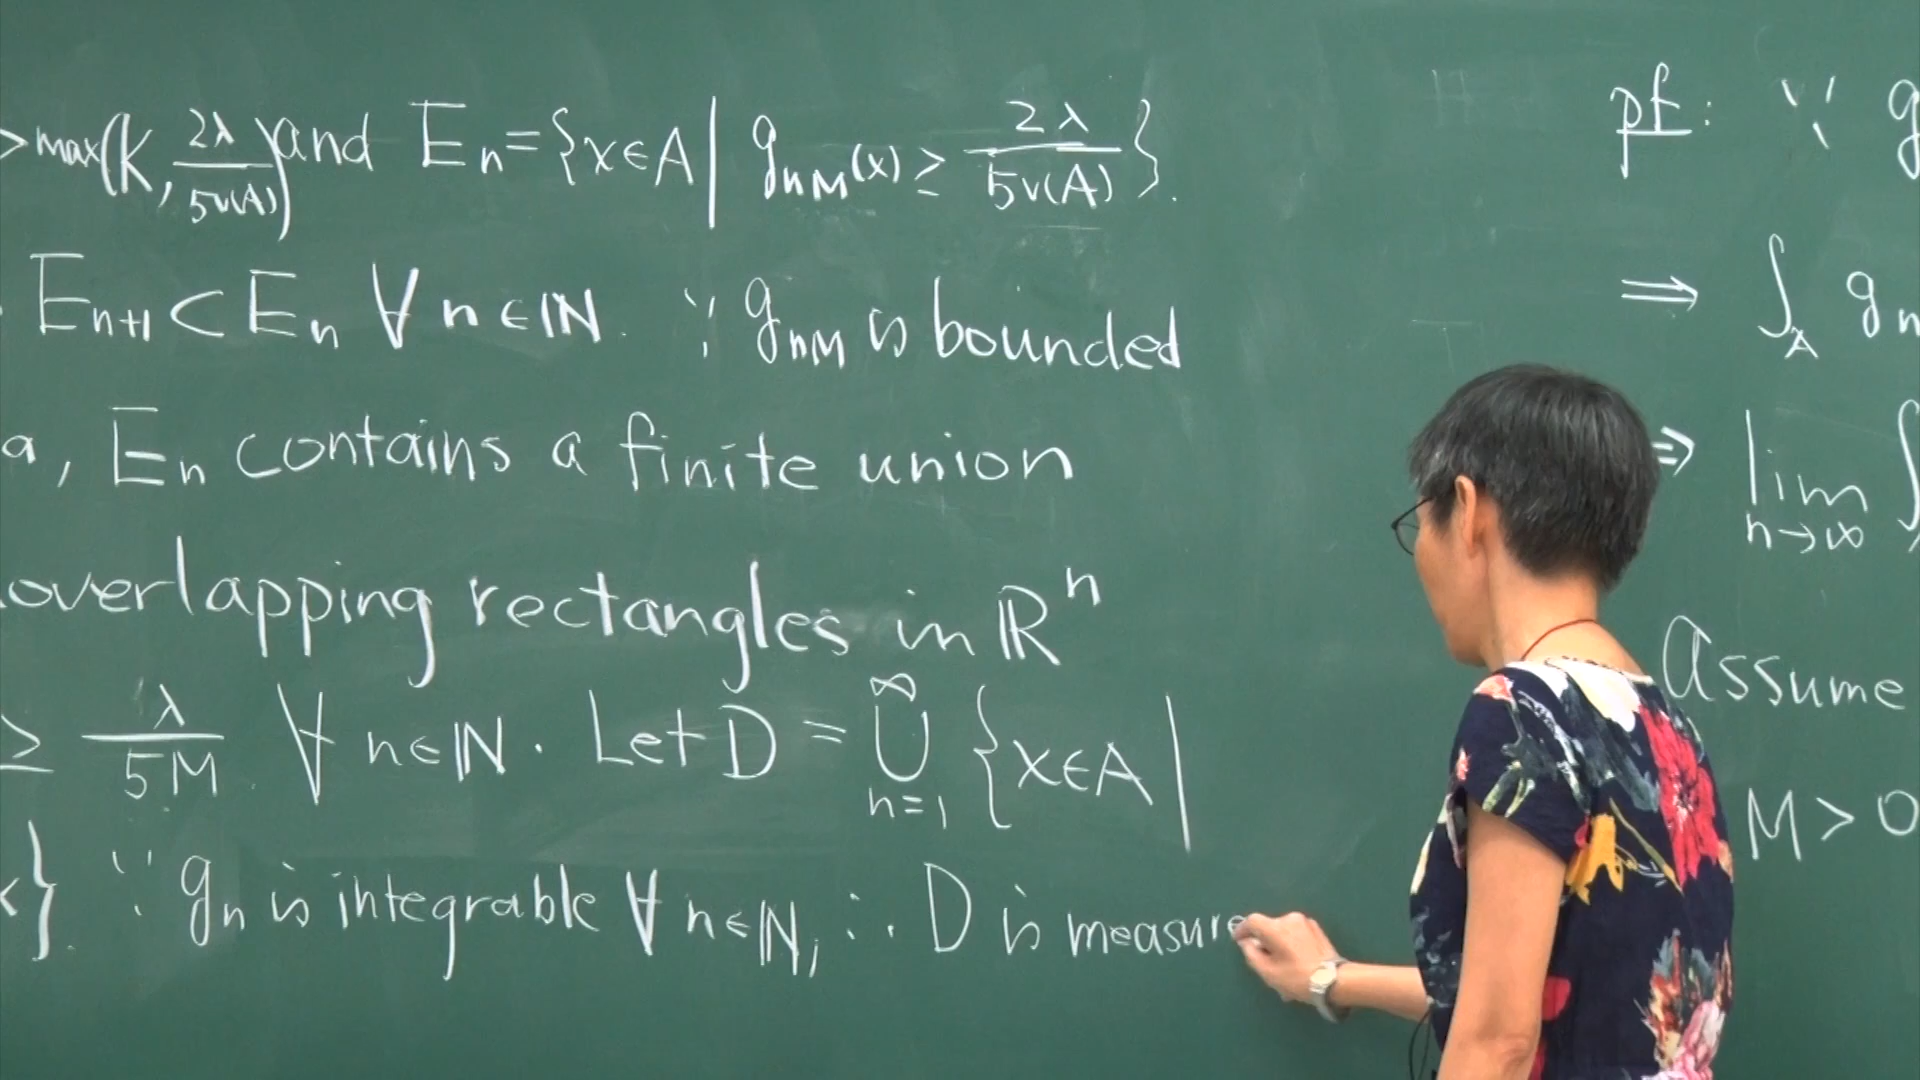 > max(K, 2λ/5v(A)) and Eₙ = {x∈A | gₙM(x) ≥ 2λ/5v(A)}.
Eₙ₊₁ ⊂ Eₙ ∀ n∈ℕ. ∵ gₙM is bounded
a, Eₙ contains a finite union
overlapping rectangles in ℝⁿ
≥ λ/5M ∀ n∈ℕ. Let D = ∞∪n=1 {x∈A |
}. ∵ gₙ is integrable ∀ n∈ℕ, ∴ D is measure
pf: ∵ g
⇒ ∫A gₙ
⇒ lim n→∞ ∫
Assume
M > 0